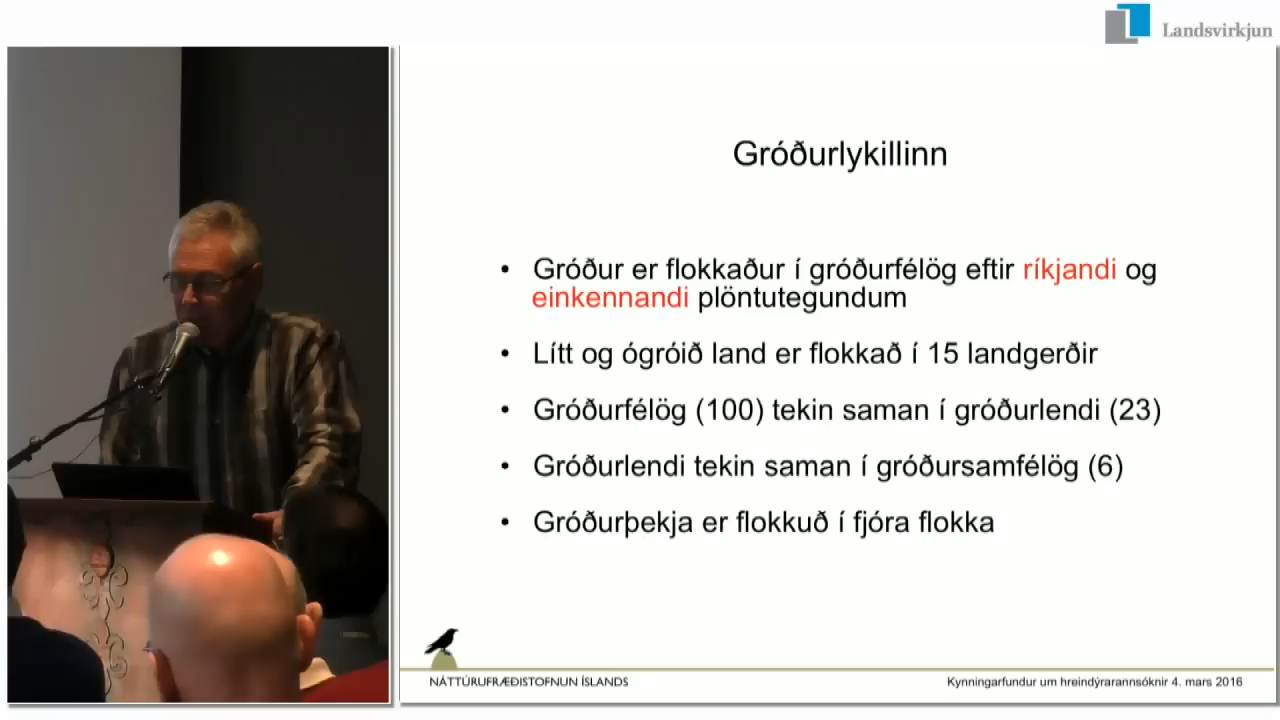 Landsvirkjun
Gróðurlykillinn
• Gróður er flokkaður í gróðurfélög eftir ríkjandi og
einkennandi plöntutegundum
• Lítt og ógróið land er flokkað í 15 landgerðir
• Gróðurfélög (100) tekin saman í gróðurlendi (23)
• Gróðurlendi tekin saman í gróðursamfélög (6)
• Gróðurþekja er flokkuð í fjóra flokka
NÁTTÚRUFRÆÐISTOFNUN ÍSLANDS
Kynningarfundur um hreindýrarannsóknir 4. mars 2016